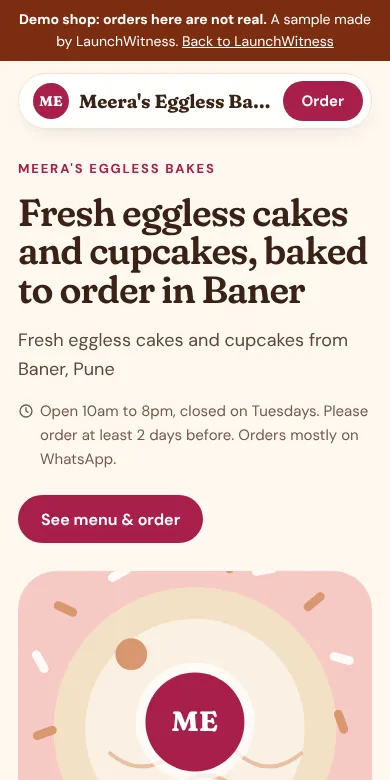 Demo shop: orders here are not real. A sample made
by LaunchWitness. Back to LaunchWitness
ME
Meera's Eggless Ba...
Order
MEERA'S EGGLESS BAKES
Fresh eggless cakes
and cupcakes, baked
to order in Baner
Fresh eggless cakes and cupcakes from
Baner, Pune
Open 10am to 8pm, closed on Tuesdays. Please
order at least 2 days before. Orders mostly on
WhatsApp.
See menu & order
ME